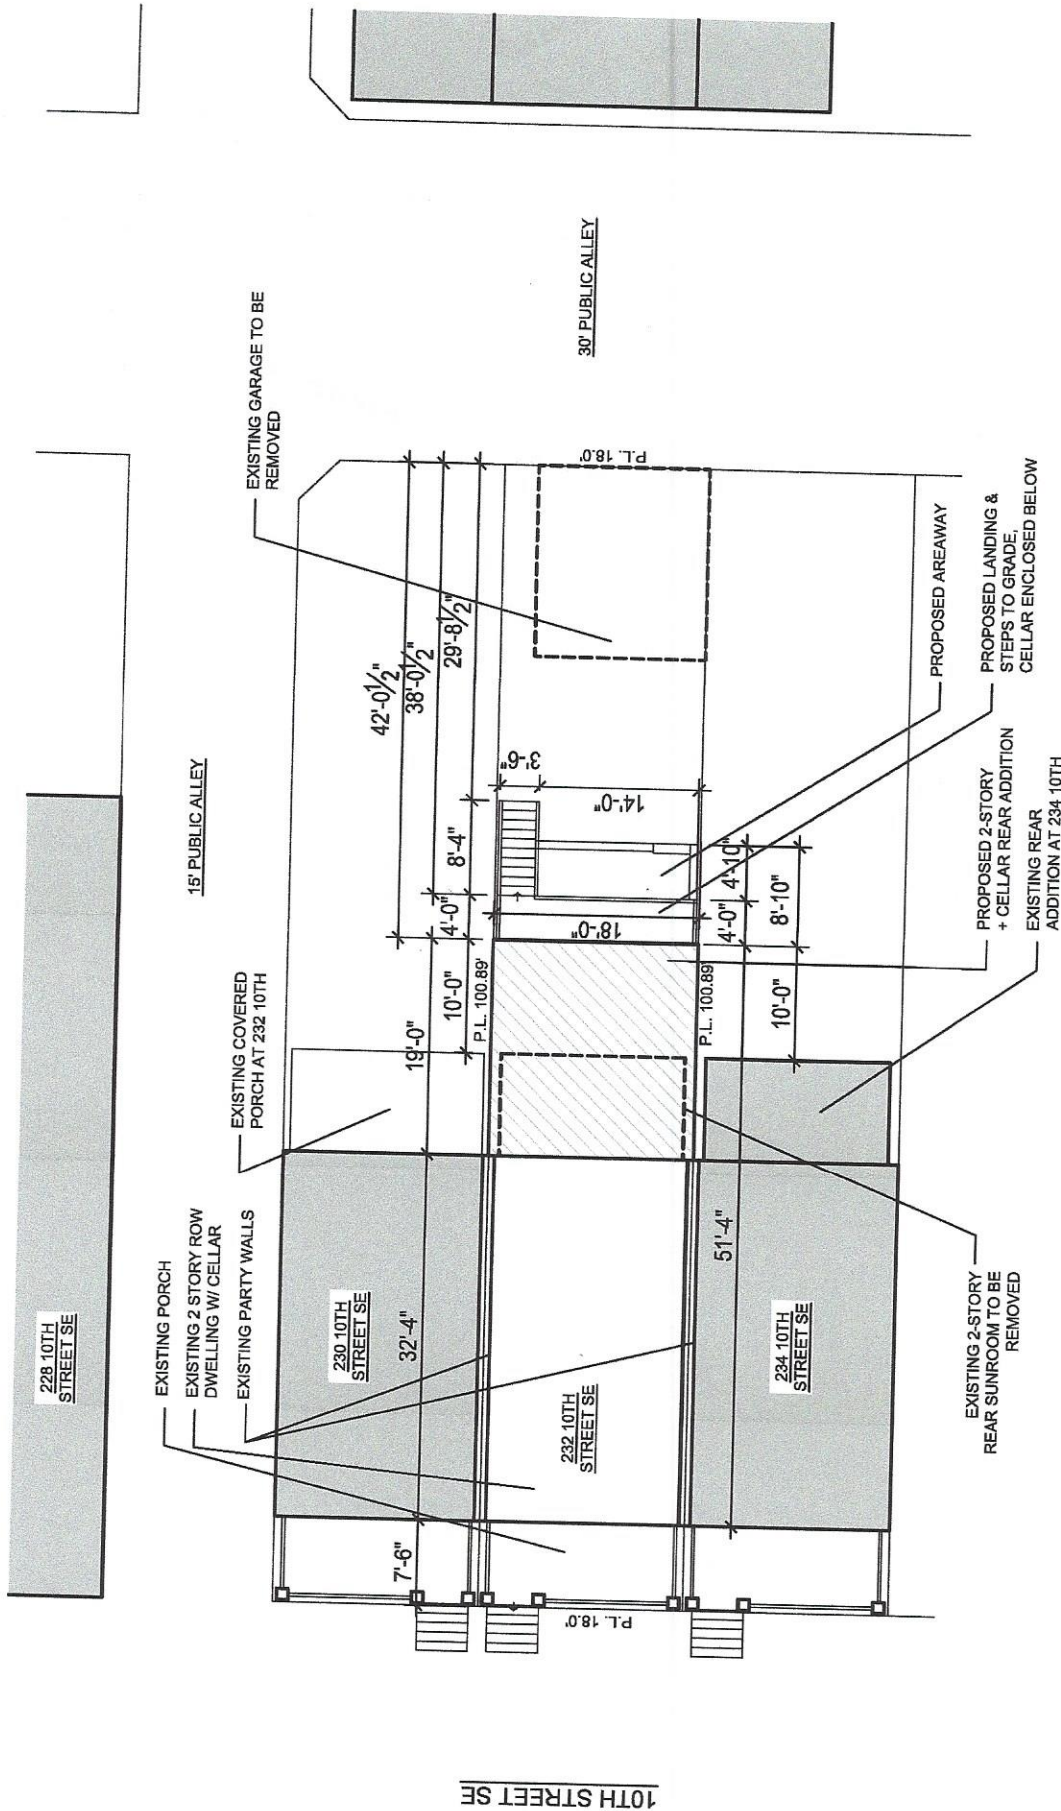 30' PUBLIC ALLEY
EXISTING GARAGE TO BE
REMOVED
15' PUBLIC ALLEY
P.L. 18.0'
42'-0½"
38'-0½"
29'-8½"
3'-6"
14'-0"
8'-4"
4'-0"
18'-0"
4'-10"
4'-0"
8'-10"
PROPOSED AREAWAY
PROPOSED LANDING &
STEPS TO GRADE,
CELLAR ENCLOSED BELOW
PROPOSED 2-STORY
+ CELLAR REAR ADDITION
EXISTING REAR
ADDITION AT 234 10TH
EXISTING COVERED
PORCH AT 232 10TH
19'-0"
10'-0"
P.L. 100.89'
P.L. 100.89'
10'-0"
EXISTING PORCH
EXISTING 2 STORY ROW
DWELLING W/ CELLAR
EXISTING PARTY WALLS
228 10TH
STREET SE
230 10TH
STREET SE
32'-4"
232 10TH
STREET SE
51'-4"
234 10TH
STREET SE
EXISTING 2-STORY
REAR SUNROOM TO BE
REMOVED
7'-6"
P.L. 18.0'
10TH STREET SE